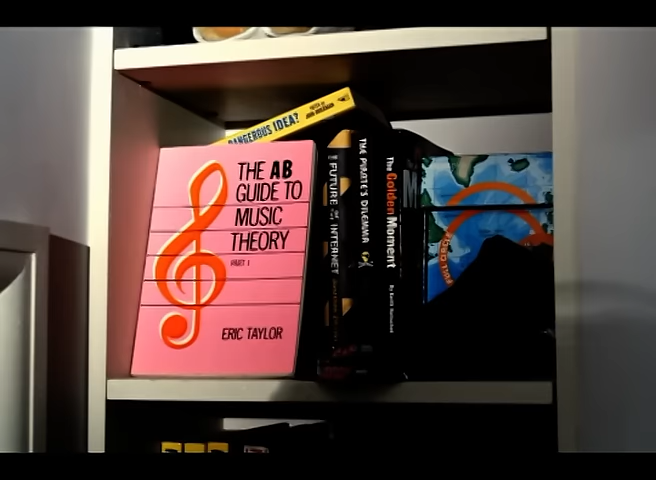 DANGEROUS IDEA?
THE AB
GUIDE TO
MUSIC
THEORY
PART 1
ERIC TAYLOR
THE FUTURE OF THE INTERNET
THE PIRATE'S DILEMMA
The Golden Moment
M